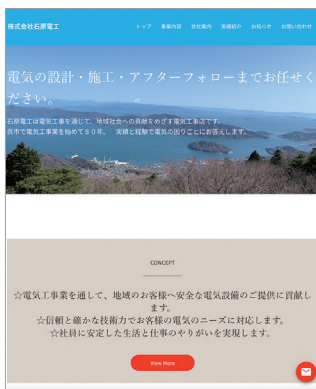 株式会社石原電工
トップ 事業内容 会社案内 実績紹介 お知らせ お問い合わせ
電気の設計・施工・アフターフォローまでお任せく
ださい。
石原電工は電気工事を通じて、地域社会への貢献をめざす電気工事店です。
呉市で電気工事業を始めて８０年。 実績と経験で電気の困りごとにお答えします。
CONCEPT
☆電気工事業を通して、地域のお客様へ安全な電気設備のご提供に貢献し
ます。
☆信頼と確かな技術力でお客様の電気のニーズに対応します。
☆社員に安定した生活と仕事のやりがいを実現します。
View More